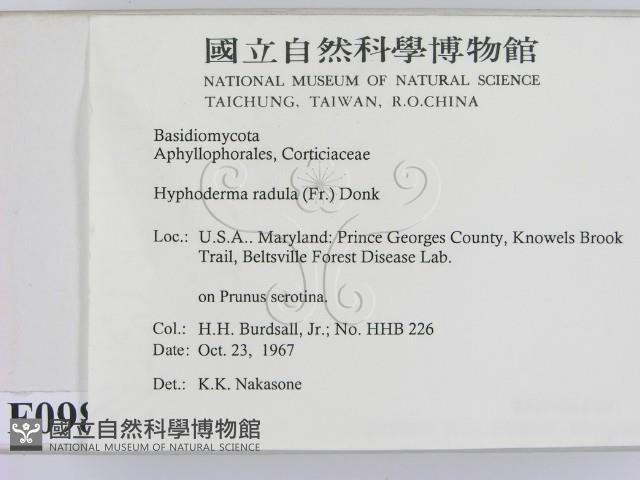 國立自然科學博物館
NATIONAL MUSEUM OF NATURAL SCIENCE
TAICHUNG, TAIWAN, R.O.CHINA
Basidiomycota
Aphyllophorales, Corticiaceae
Hyphoderma radula (Fr.) Donk
Loc.: U.S.A.. Maryland: Prince Georges County, Knowels Brook
Trail, Beltsville Forest Disease Lab.
on Prunus serotina.
Col.: H.H. Burdsall, Jr.; No. HHB 226
Date: Oct. 23, 1967
Det.: K.K. Nakasone
國立自然科學博物館
NATIONAL MUSEUM OF NATURAL SCIENCE